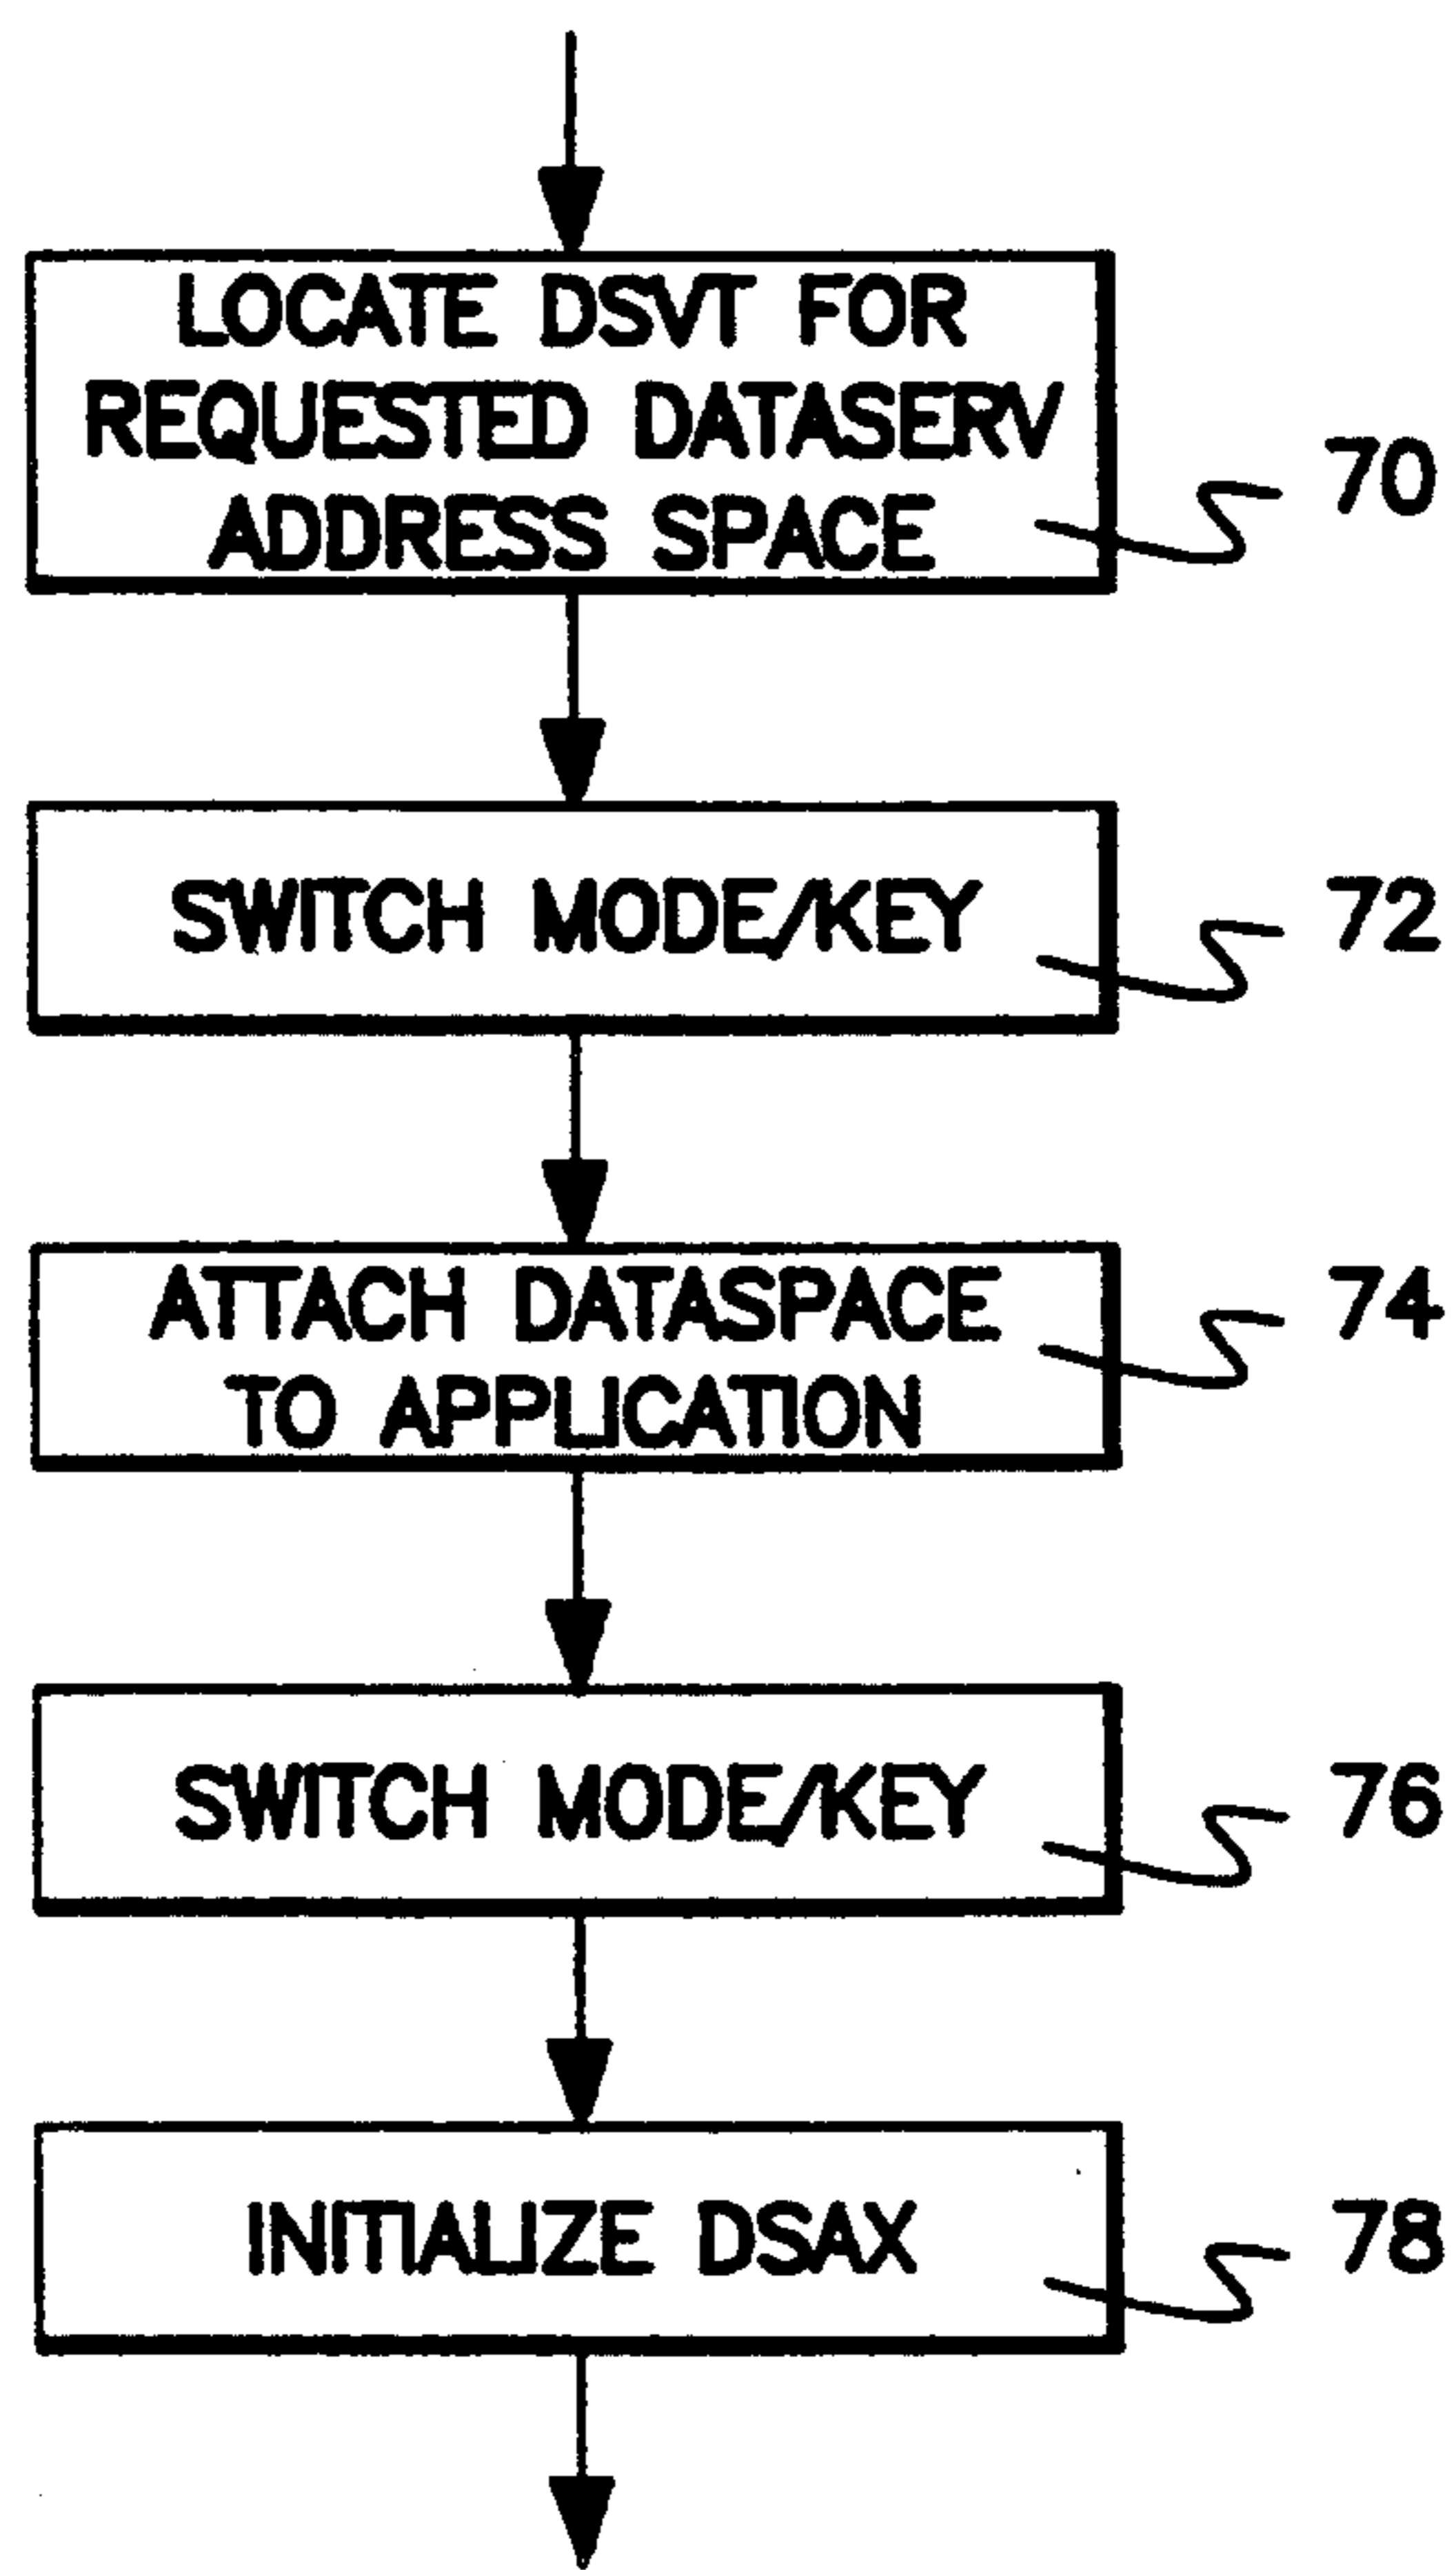 LOCATE DSVT FOR
REQUESTED DATASERV
ADDRESS SPACE
70
SWITCH MODE/KEY
72
ATTACH DATASPACE
TO APPLICATION
74
SWITCH MODE/KEY
76
INITIALIZE DSAX
78